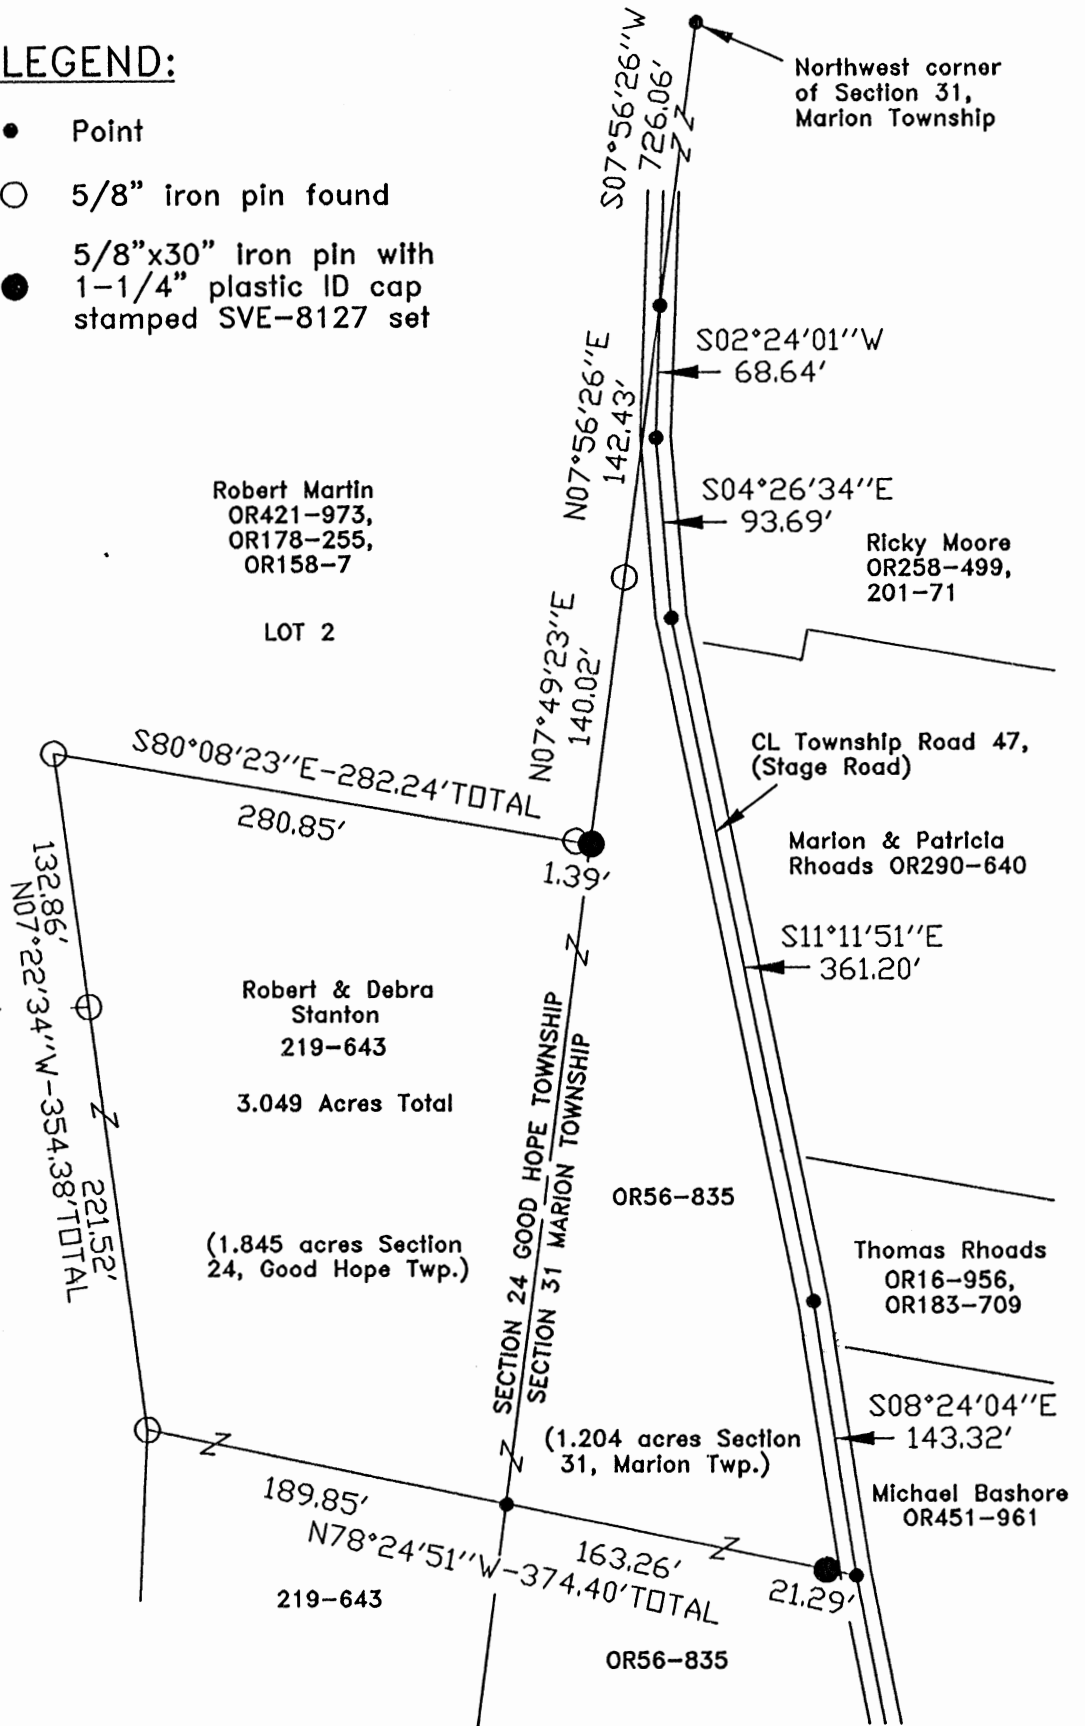 LEGEND:
Point
5/8” iron pin found
5/8”x30” iron pin with
1-1/4” plastic ID cap
stamped SVE-8127 set
S07°56'26''W
726.06'
Northwest corner
of Section 31,
Marion Township
S02°24'01''W
68.64'
N07°56'26''E
142.43'
S04°26'34''E
93.69'
Robert Martin
OR421-973,
OR178-255,
OR158-7
LOT 2
Ricky Moore
OR258-499,
201-71
N07°49'23''E
140.02'
S80°08'23''E-282.24'TOTAL
280.85'
1.39'
CL Township Road 47,
(Stage Road)
Marion & Patricia
Rhoads OR290-640
S11°11'51''E
361.20'
132.86'
N07°22'34''W-354.38'TOTAL
221.52'
Robert & Debra
Stanton
219-643
3.049 Acres Total
(1.845 acres Section
24, Good Hope Twp.)
SECTION 24 GOOD HOPE TOWNSHIP
SECTION 31 MARION TOWNSHIP
OR56-835
Thomas Rhoads
OR16-956,
OR183-709
S08°24'04''E
143.32'
(1.204 acres Section
31, Marion Twp.)
Michael Bashore
OR451-961
189.85'
N78°24'51''W-374.40'TOTAL
163.26'
21.29'
219-643
OR56-835